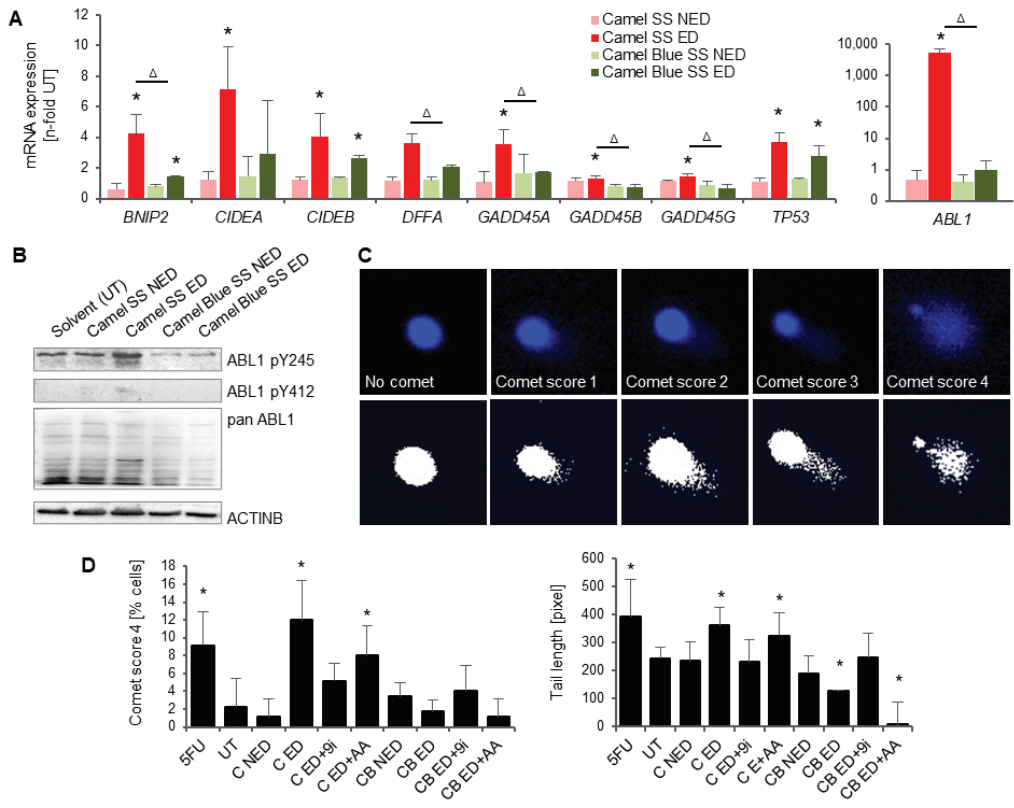 A
mRNA expression
[n-fold UT]
12
10
8
6
4
2
0
* Δ *
*
* *
Δ
* Δ
* Δ
* Δ
* *
BNIP2 CIDEA CIDEB DFFA GADD45A GADD45B GADD45G TP53
Camel SS NED
Camel SS ED
Camel Blue SS NED
Camel Blue SS ED
10,000
1,000
100
10
1
0
* Δ
ABL1
B
Solvent (UT)
Camel SS NED
Camel SS ED
Camel Blue SS NED
Camel Blue SS ED
ABL1 pY245
ABL1 pY412
pan ABL1
ACTINB
C
No comet
Comet score 1
Comet score 2
Comet score 3
Comet score 4
D
Comet score 4 [% cells]
18
16
14
12
10
8
6
4
2
0
* * *
5FU
UT
C NED
C ED
C ED+9i
C ED+AA
CB NED
CB ED
CB ED+9i
CB ED+AA
Tail length [pixel]
600
500
400
300
200
100
0
* * * * *
5FU
UT
C NED
C ED
C ED+9i
C E+AA
CB NED
CB ED
CB ED+9i
CB ED+AA